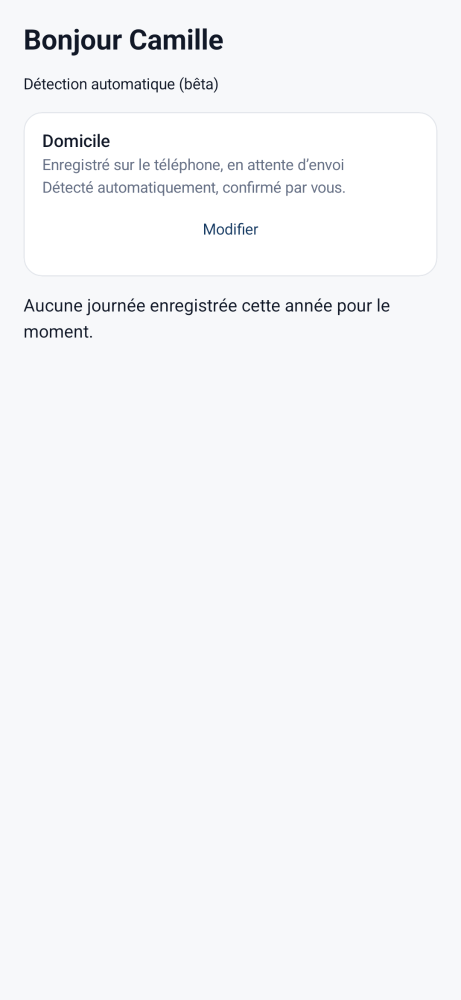 Bonjour Camille
Détection automatique (bêta)
Domicile
Enregistré sur le téléphone, en attente d’envoi
Détecté automatiquement, confirmé par vous.
Modifier
Aucune journée enregistrée cette année pour le
moment.